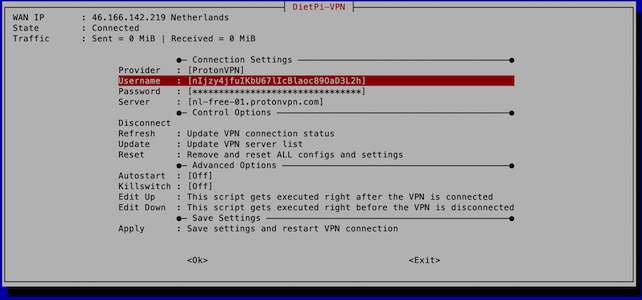 DietPi-VPN
WAN IP : 46.166.142.219 Netherlands
State : Connected
Traffic : Sent = 0 MiB | Received = 0 MiB
Connection Settings
Provider : [ProtonVPN]
Username : [nIjzy4jfuIKbU67lIcBlaoc89OaD3L2h]
Password : [********************************]
Server : [nl-free-01.protonvpn.com]
Control Options
Disconnect
Refresh : Update VPN connection status
Update : Update VPN server list
Reset : Remove and reset ALL configs and settings
Advanced Options
Autostart : [Off]
Killswitch : [Off]
Edit Up : This script gets executed right after the VPN is connected
Edit Down : This script gets executed right before the VPN is disconnected
Save Settings
Apply : Save settings and restart VPN connection
<Ok> <Exit>